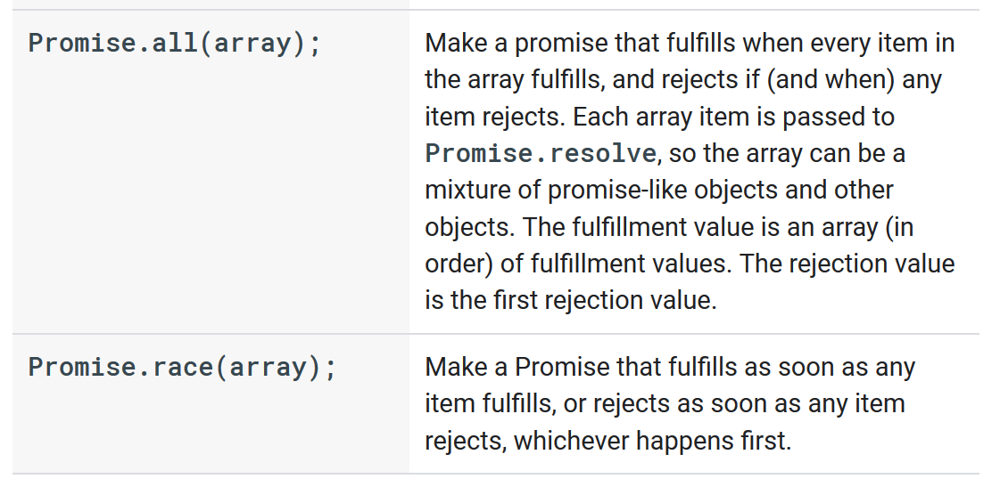 Promise.all(array);
Make a promise that fulfills when every item in
the array fulfills, and rejects if (and when) any
item rejects. Each array item is passed to
Promise.resolve, so the array can be a
mixture of promise-like objects and other
objects. The fulfillment value is an array (in
order) of fulfillment values. The rejection value
is the first rejection value.
Promise.race(array);
Make a Promise that fulfills as soon as any
item fulfills, or rejects as soon as any item
rejects, whichever happens first.